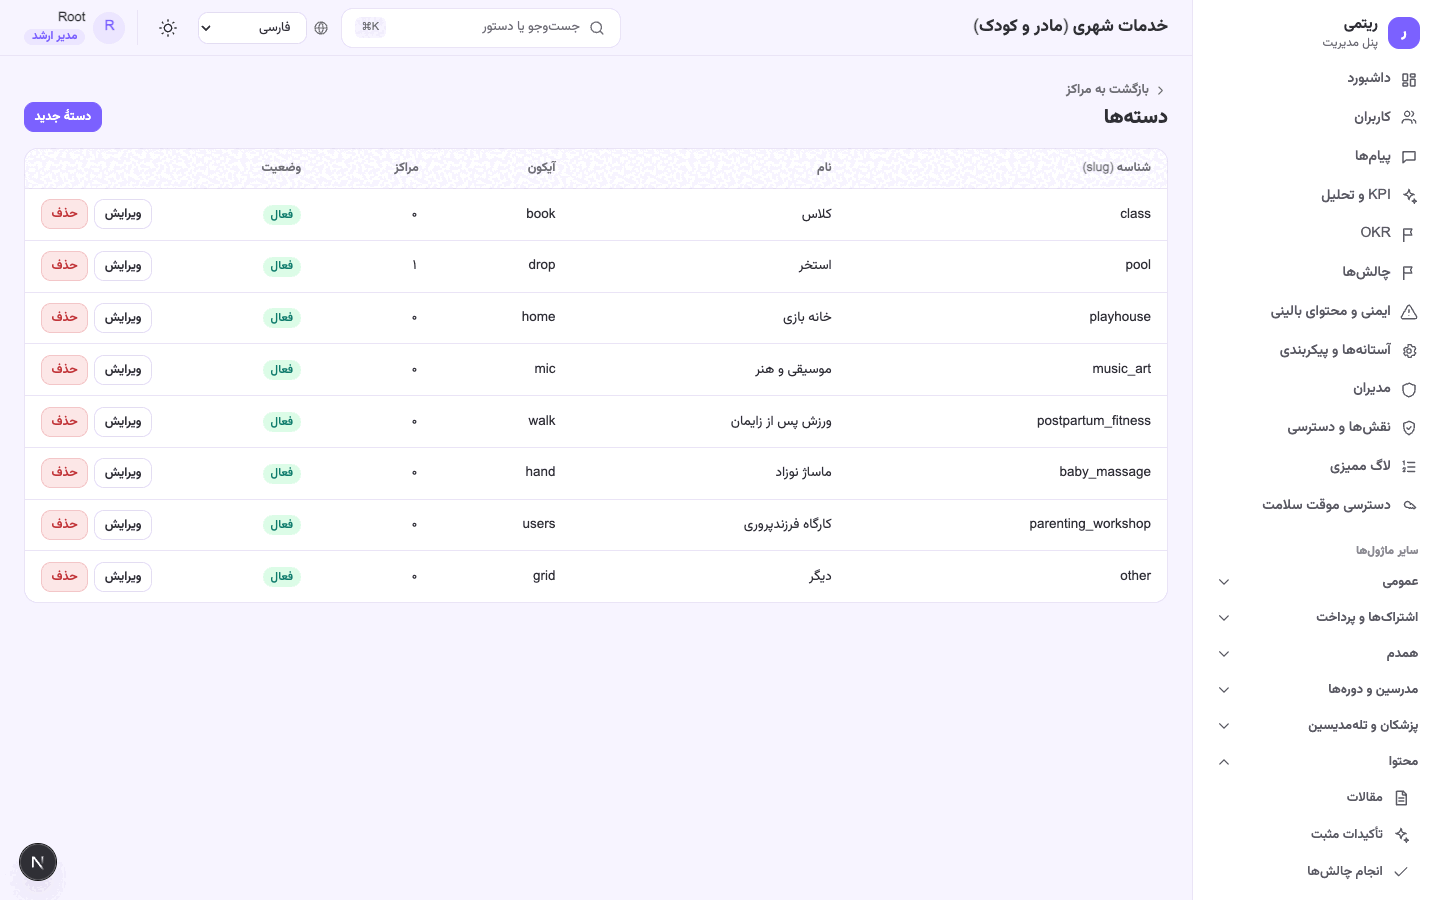 ر
ریتمی
پنل مدیریت
داشبورد
کاربران
پیام‌ها
KPI و تحلیل
OKR
چالش‌ها
ایمنی و محتوای بالینی
آستانه‌ها و پیکربندی
مدیران
نقش‌ها و دسترسی
لاگ ممیزی
دسترسی موقت سلامت
سایر ماژول‌ها
عمومی
اشتراک‌ها و پرداخت
همدم
مدرسین و دوره‌ها
پزشکان و تله‌مدیسین
محتوا
مقالات
تأکیدات مثبت
انجام چالش‌ها
خدمات شهری (مادر و کودک)
جست‌وجو یا دستور ⌘K
فارسی
R
Root
مدیر ارشد
بازگشت به مراکز
دسته‌ها
دستهٔ جدید
شناسه (slug) نام آیکون مراکز وضعیت
class کلاس book ۰ فعال ویرایش حذف
pool استخر drop ۱ فعال ویرایش حذف
playhouse خانه بازی home ۰ فعال ویرایش حذف
music_art موسیقی و هنر mic ۰ فعال ویرایش حذف
postpartum_fitness ورزش پس از زایمان walk ۰ فعال ویرایش حذف
baby_massage ماساژ نوزاد hand ۰ فعال ویرایش حذف
parenting_workshop کارگاه فرزندپروری users ۰ فعال ویرایش حذف
other دیگر grid ۰ فعال ویرایش حذف
N